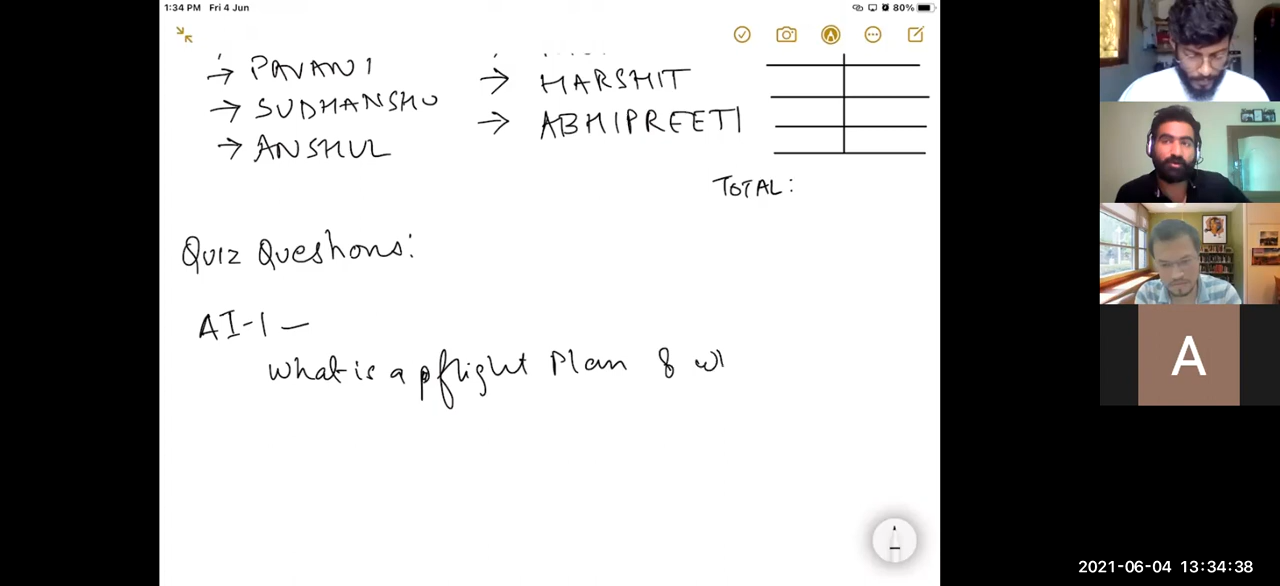 1:34 PM Fri 4 Jun 80%
→ PAVANI
→ SUDHANSHU
→ ANSHUL
→ HARSHIT
→ ABHIPREETI
TOTAL:
Quiz Questions:
AI-1 —
What is a flight Plan &
A
2021-06-04 13:34:38